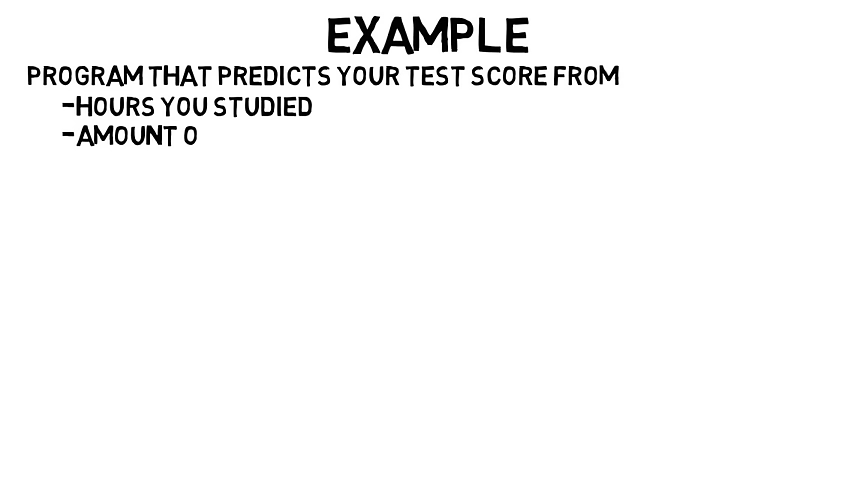 EXAMPLE
PROGRAM THAT PREDICTS YOUR TEST SCORE FROM
-HOURS YOU STUDIED
-AMOUNT O